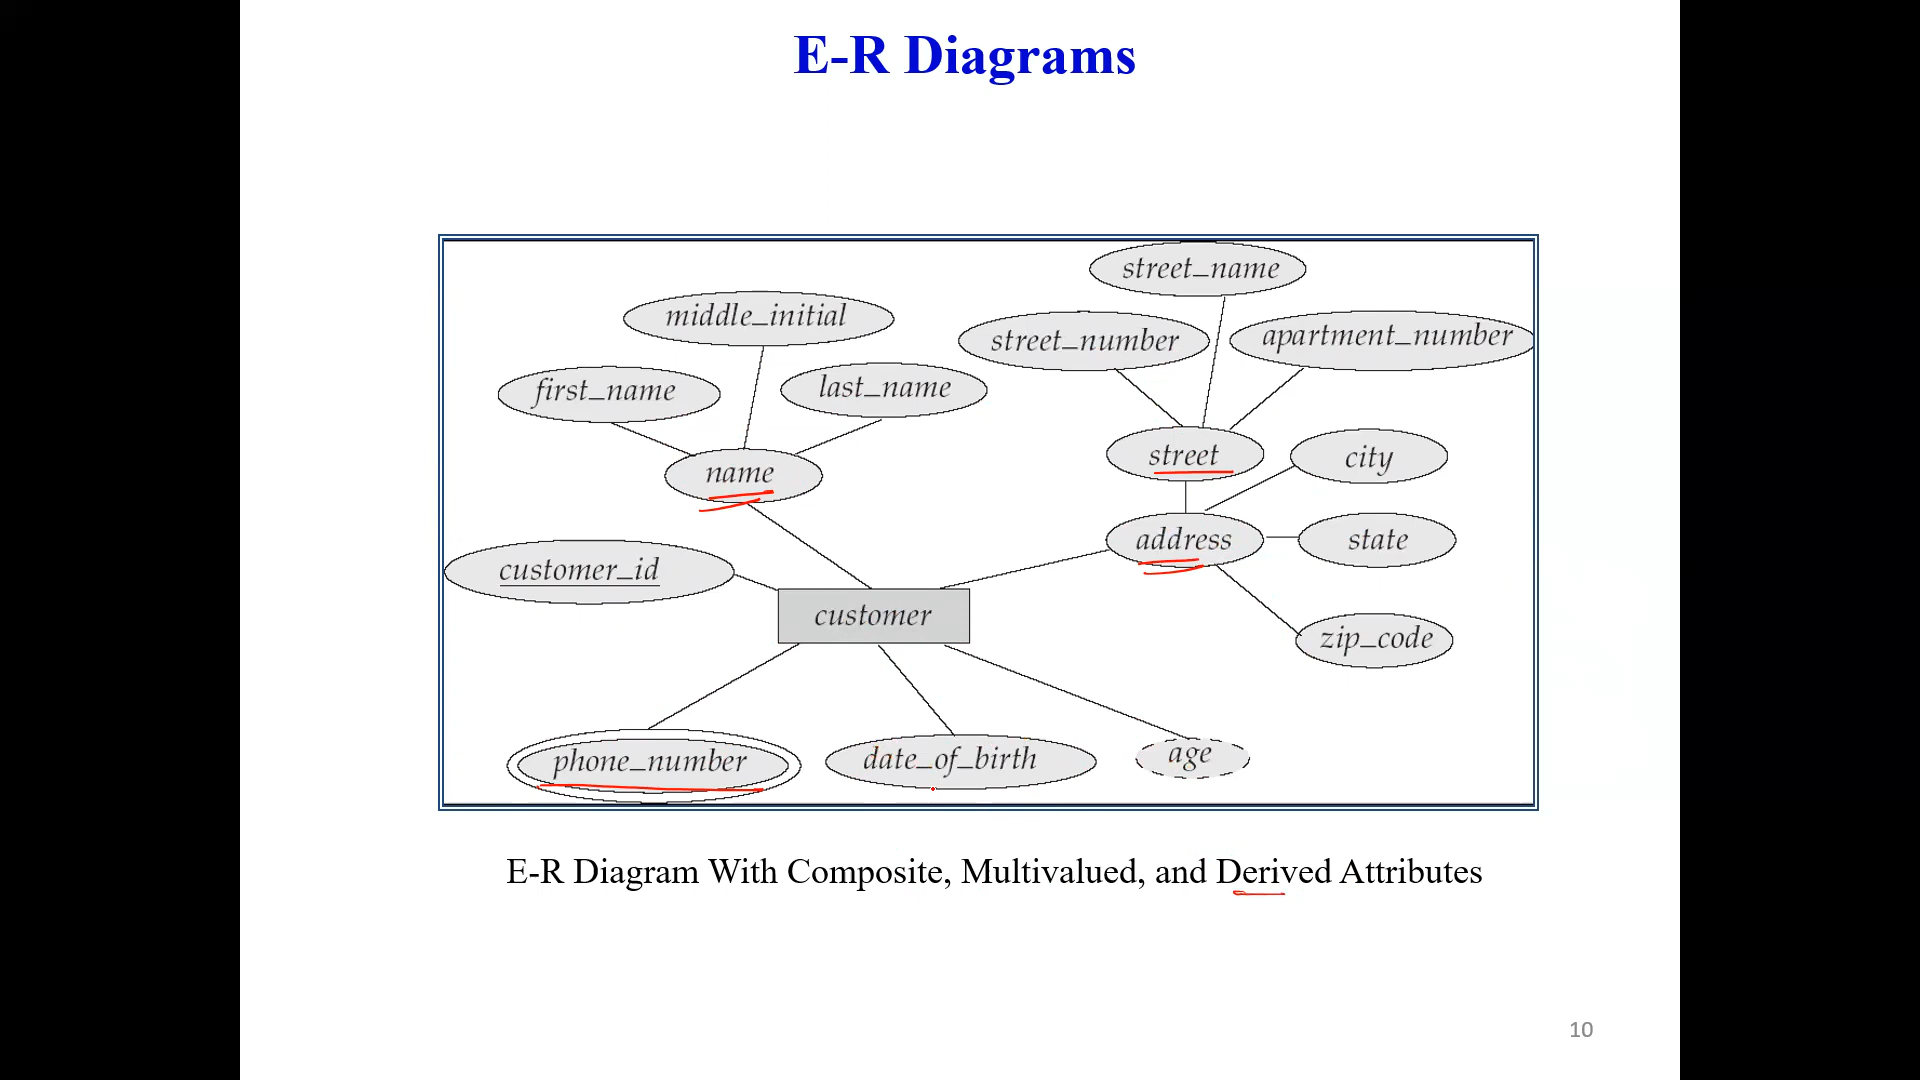 E-R Diagrams
street_name
middle_initial
street_number
apartment_number
first_name
last_name
street
city
name
address
state
customer_id
customer
zip_code
phone_number
date_of_birth
age
E-R Diagram With Composite, Multivalued, and Derived Attributes
10